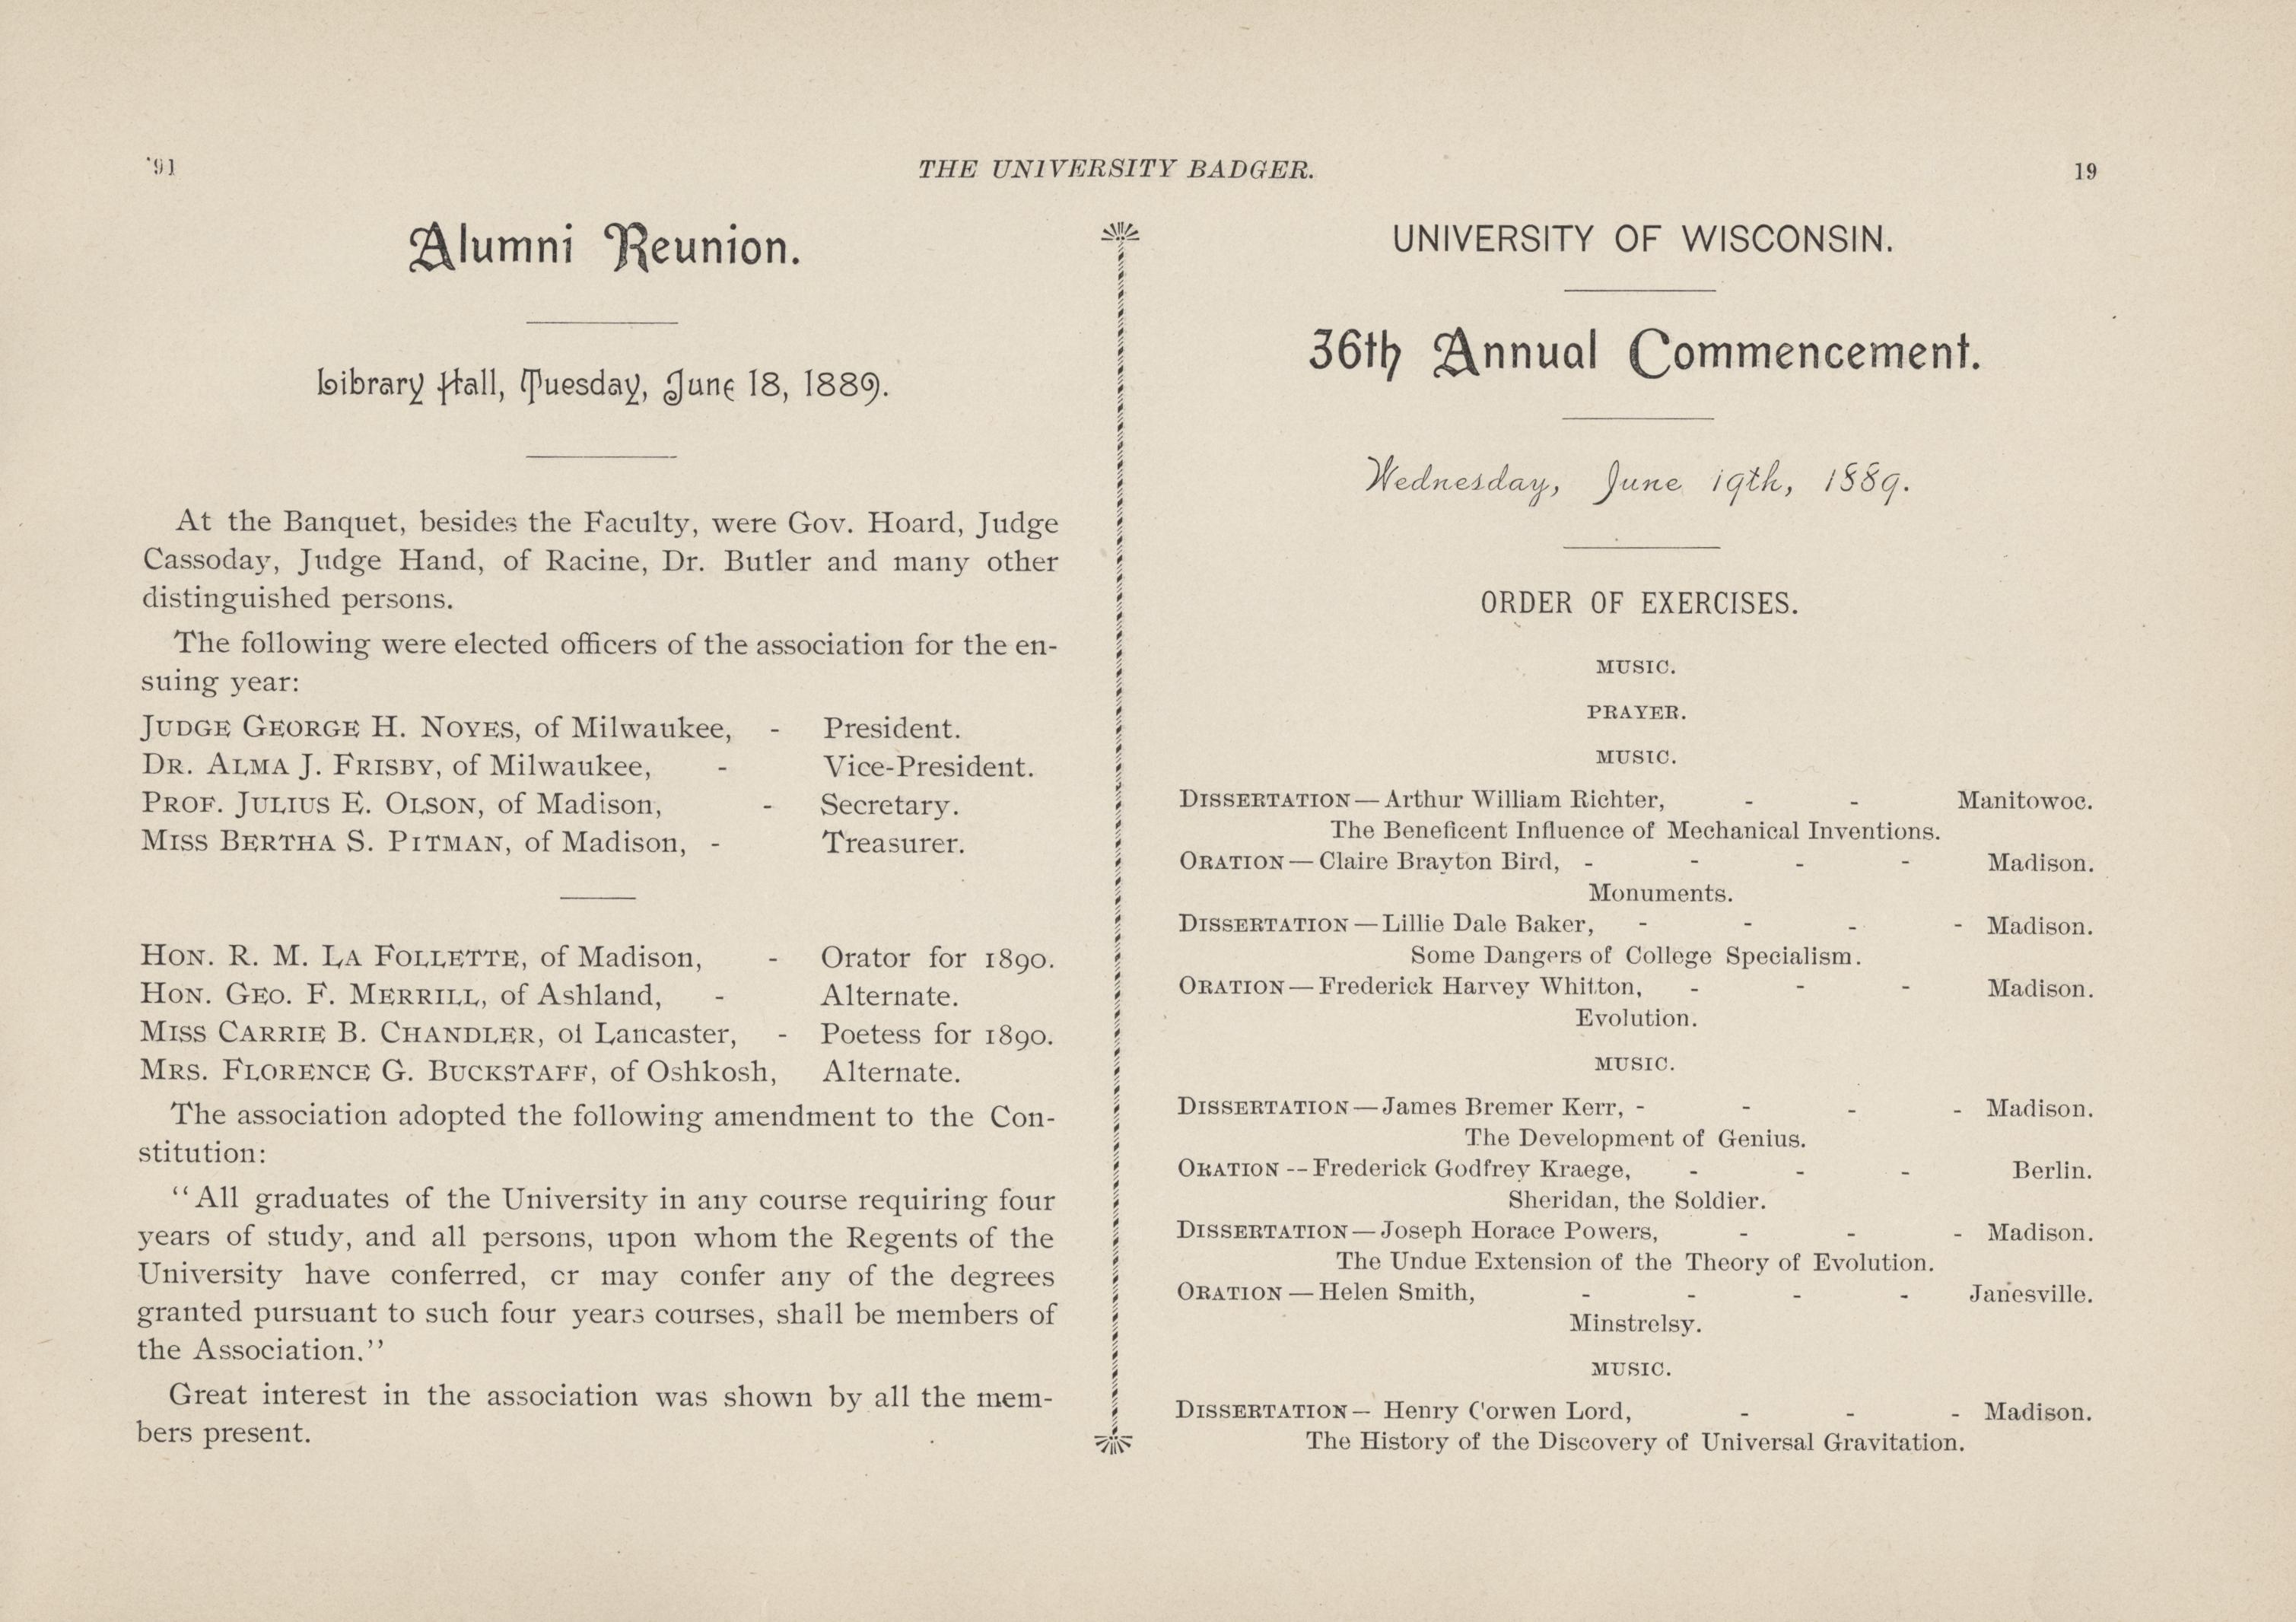 '91
THE UNIVERSITY BADGER.
19
Alumni Reunion.
Library Hall, Tuesday, June 18, 1889.
At the Banquet, besides the Faculty, were Gov. Hoard, Judge
Cassoday, Judge Hand, of Racine, Dr. Butler and many other
distinguished persons.
The following were elected officers of the association for the en-
suing year:
JUDGE GEORGE H. NOYES, of Milwaukee, - President.
DR. ALMA J. FRISBY, of Milwaukee, - Vice-President.
PROF. JULIUS E. OLSON, of Madison, - Secretary.
MISS BERTHA S. PITMAN, of Madison, - Treasurer.
HON. R. M. LA FOLLETTE, of Madison, - Orator for 1890.
HON. GEO. F. MERRILL, of Ashland, - Alternate.
MISS CARRIE B. CHANDLER, of Lancaster, - Poetess for 1890.
MRS. FLORENCE G. BUCKSTAFF, of Oshkosh, Alternate.
The association adopted the following amendment to the Con-
stitution:
"All graduates of the University in any course requiring four
years of study, and all persons, upon whom the Regents of the
University have conferred, or may confer any of the degrees
granted pursuant to such four years courses, shall be members of
the Association."
Great interest in the association was shown by all the mem-
bers present.
UNIVERSITY OF WISCONSIN.
36th Annual Commencement.
Wednesday, June 19th, 1889.
ORDER OF EXERCISES.
MUSIC.
PRAYER.
MUSIC.
DISSERTATION—Arthur William Richter, - - Manitowoc.
The Beneficent Influence of Mechanical Inventions.
ORATION—Claire Brayton Bird, - - - - Madison.
Monuments.
DISSERTATION—Lillie Dale Baker, - - - - Madison.
Some Dangers of College Specialism.
ORATION—Frederick Harvey Whitton, - - - Madison.
Evolution.
MUSIC.
DISSERTATION—James Bremer Kerr, - - - - Madison.
The Development of Genius.
ORATION--Frederick Godfrey Kraege, - - - Berlin.
Sheridan, the Soldier.
DISSERTATION—Joseph Horace Powers, - - - Madison.
The Undue Extension of the Theory of Evolution.
ORATION—Helen Smith, - - - - Janesville.
Minstrelsy.
MUSIC.
DISSERTATION— Henry Corwen Lord, - - - Madison.
The History of the Discovery of Universal Gravitation.